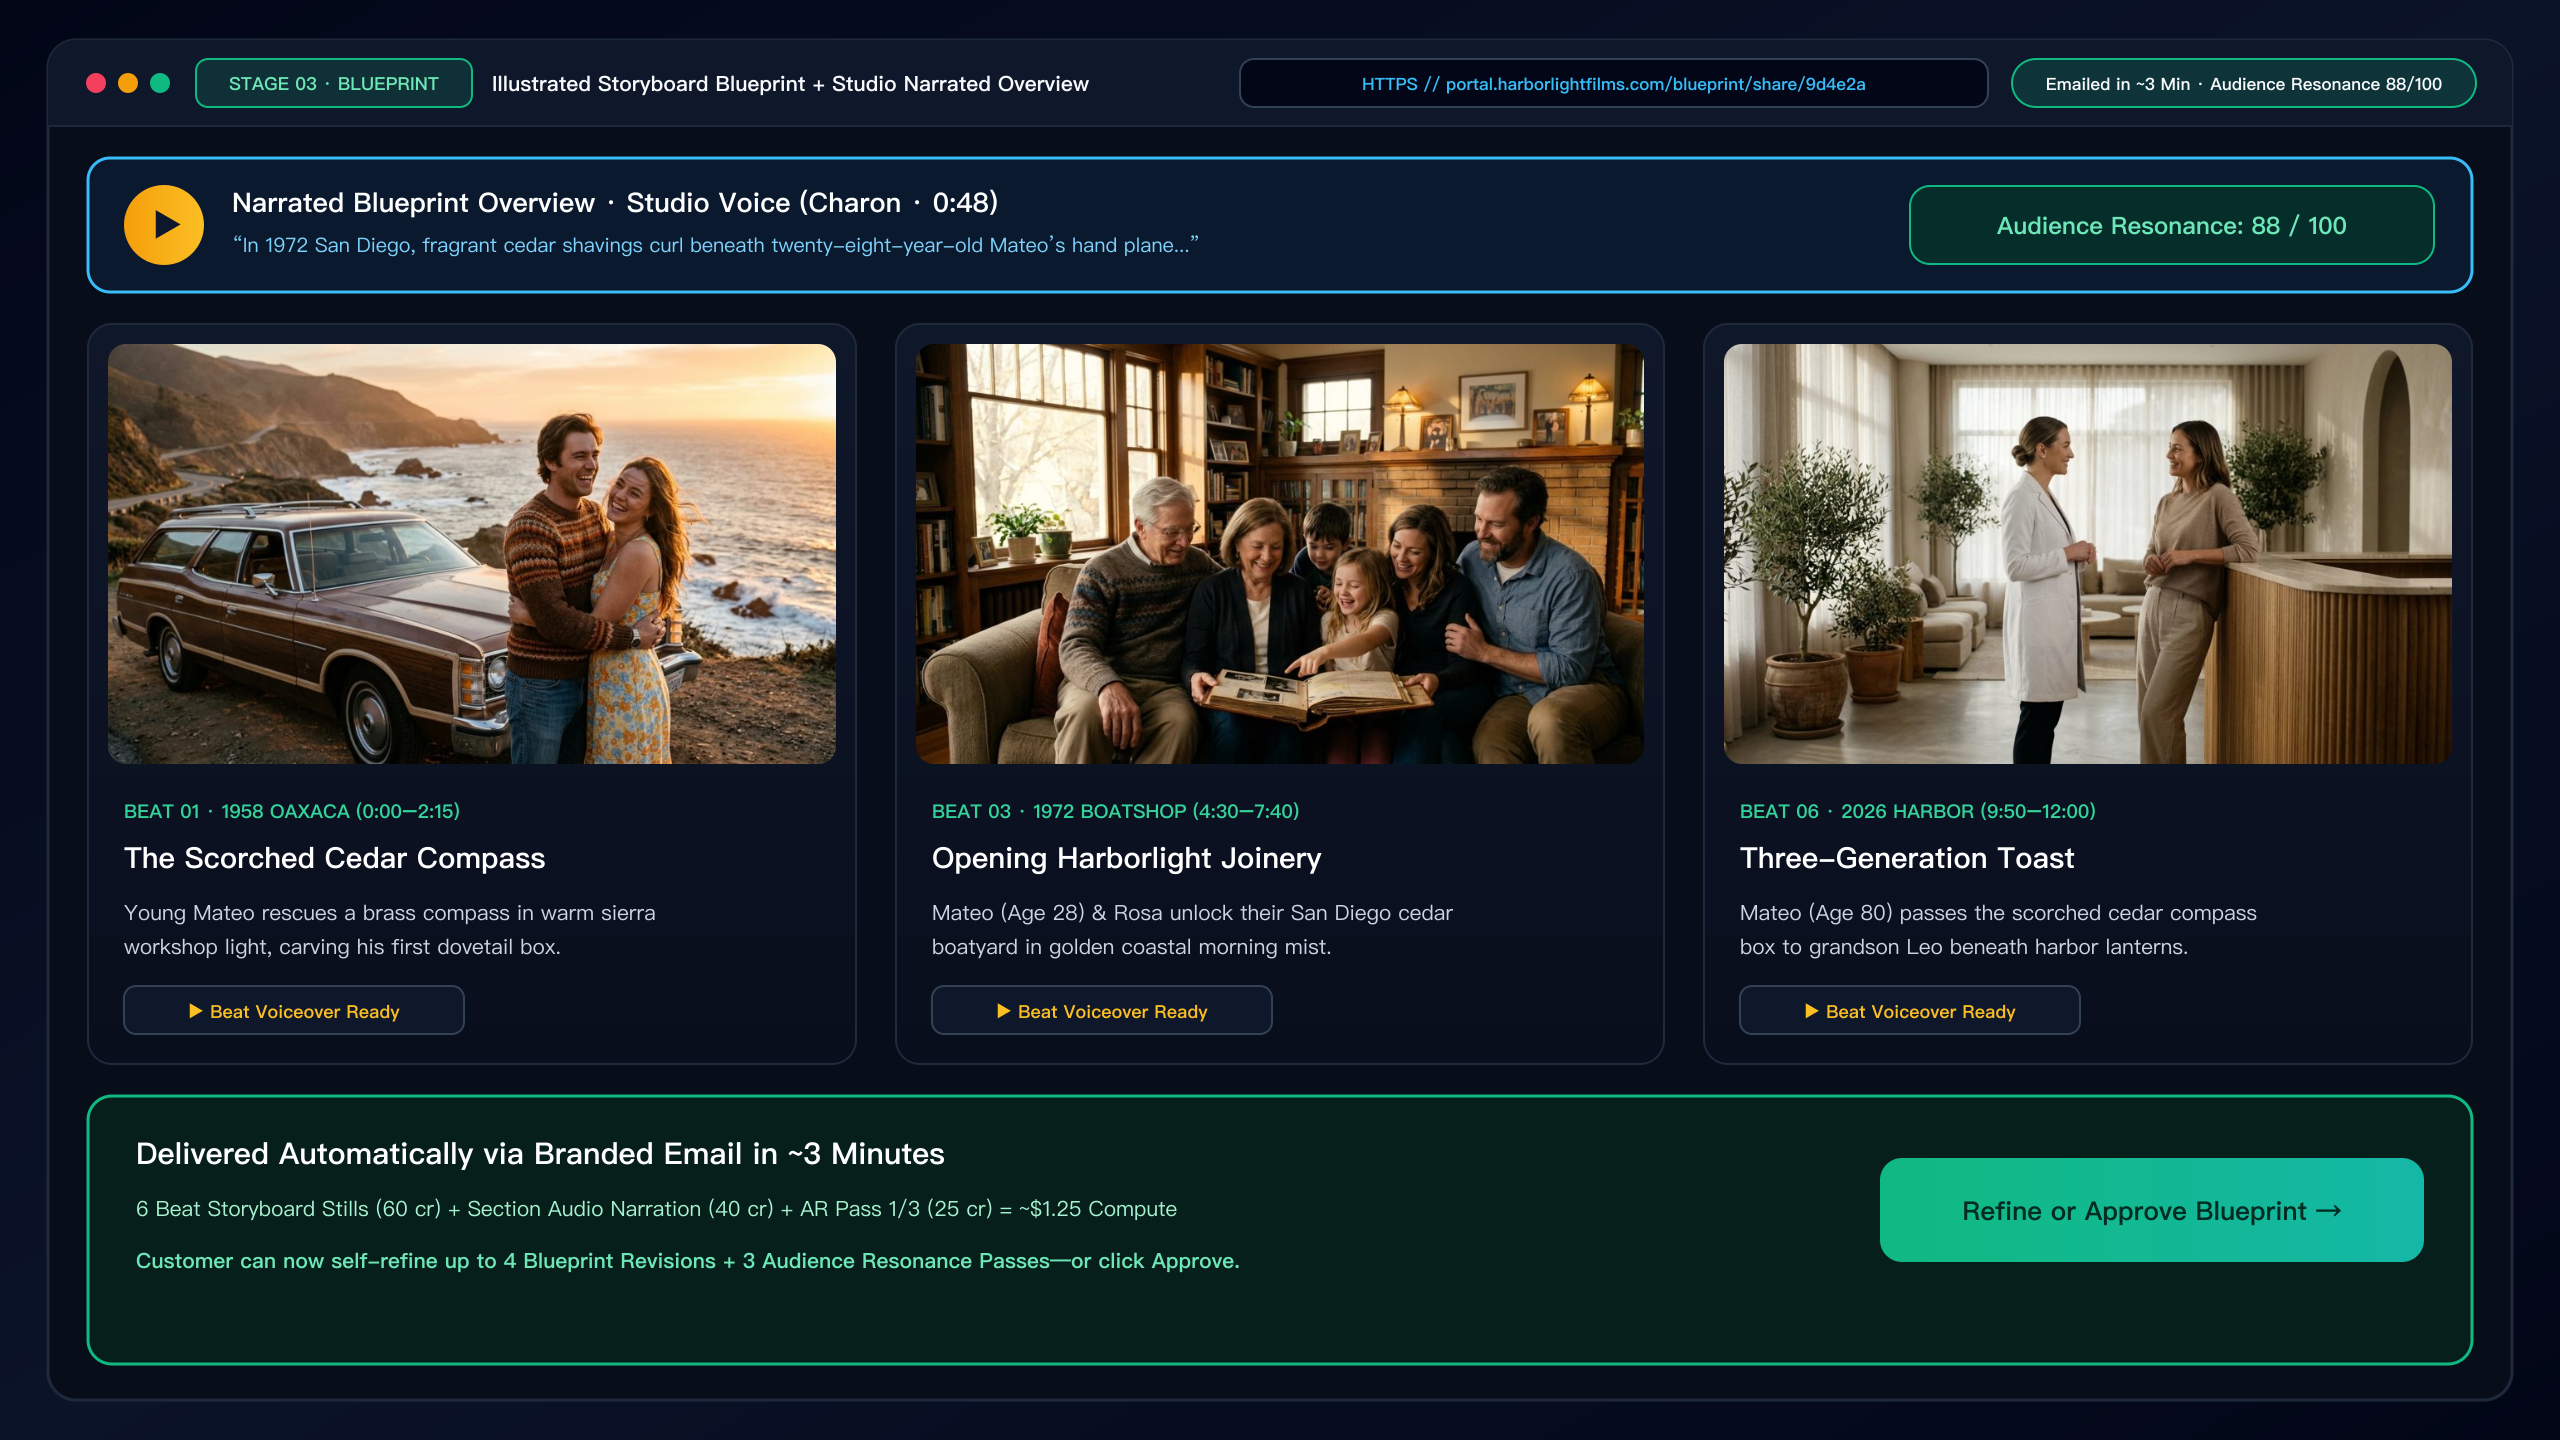 STAGE 03 · BLUEPRINT
Illustrated Storyboard Blueprint + Studio Narrated Overview
HTTPS // portal.harborlightfilms.com/blueprint/share/9d4e2a
Emailed in ~3 Min · Audience Resonance 88/100
Narrated Blueprint Overview · Studio Voice (Charon · 0:48)
“In 1972 San Diego, fragrant cedar shavings curl beneath twenty-eight-year-old Mateo’s hand plane...”
Audience Resonance: 88 / 100
BEAT 01 · 1958 OAXACA (0:00—2:15)
The Scorched Cedar Compass
Young Mateo rescues a brass compass in warm sierra
workshop light, carving his first dovetail box.
▶ Beat Voiceover Ready
BEAT 03 · 1972 BOATSHOP (4:30—7:40)
Opening Harborlight Joinery
Mateo (Age 28) & Rosa unlock their San Diego cedar
boatyard in golden coastal morning mist.
▶ Beat Voiceover Ready
BEAT 06 · 2026 HARBOR (9:50—12:00)
Three-Generation Toast
Mateo (Age 80) passes the scorched cedar compass
box to grandson Leo beneath harbor lanterns.
▶ Beat Voiceover Ready
Delivered Automatically via Branded Email in ~3 Minutes
6 Beat Storyboard Stills (60 cr) + Section Audio Narration (40 cr) + AR Pass 1/3 (25 cr) = ~$1.25 Compute
Customer can now self-refine up to 4 Blueprint Revisions + 3 Audience Resonance Passes—or click Approve.
Refine or Approve Blueprint →